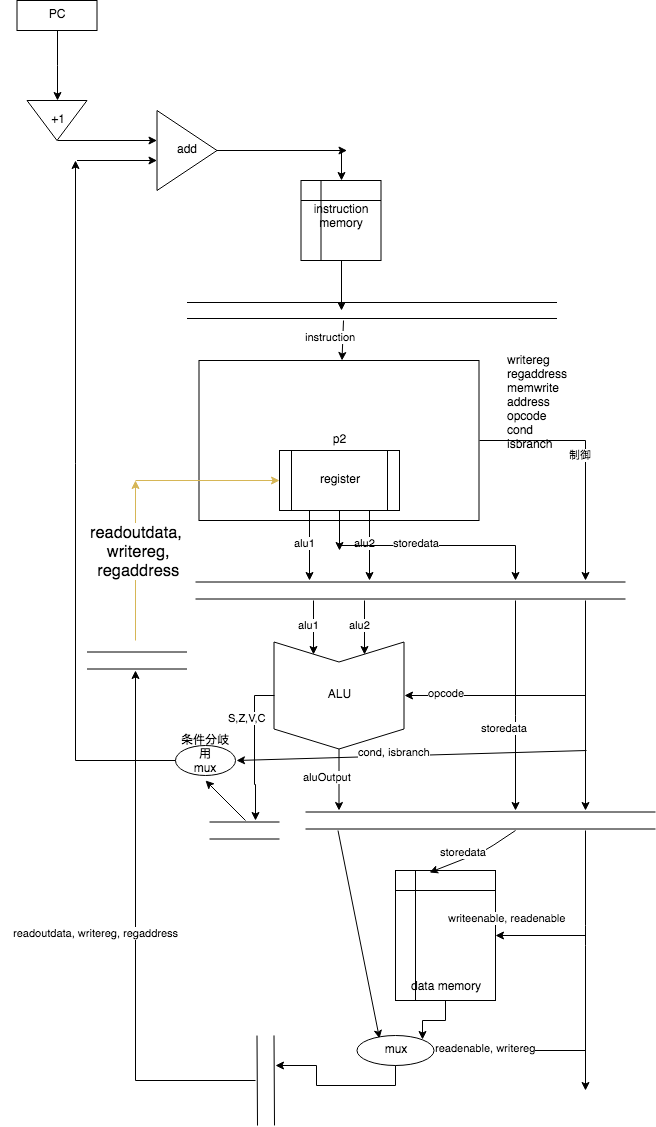 PC
+1
add
instruction
memory
instruction
writereg
regaddress
memwrite
address
opcode
cond
isbranch
制御
p2
register
readoutdata,
writereg,
regaddress
alu1
alu2
storedata
alu1
alu2
ALU
opcode
S,Z,V,C
storedata
条件分岐
用
mux
cond, isbranch
aluOutput
storedata
writeenable, readenable
readoutdata, writereg, regaddress
data memory
mux
readenable, writereg